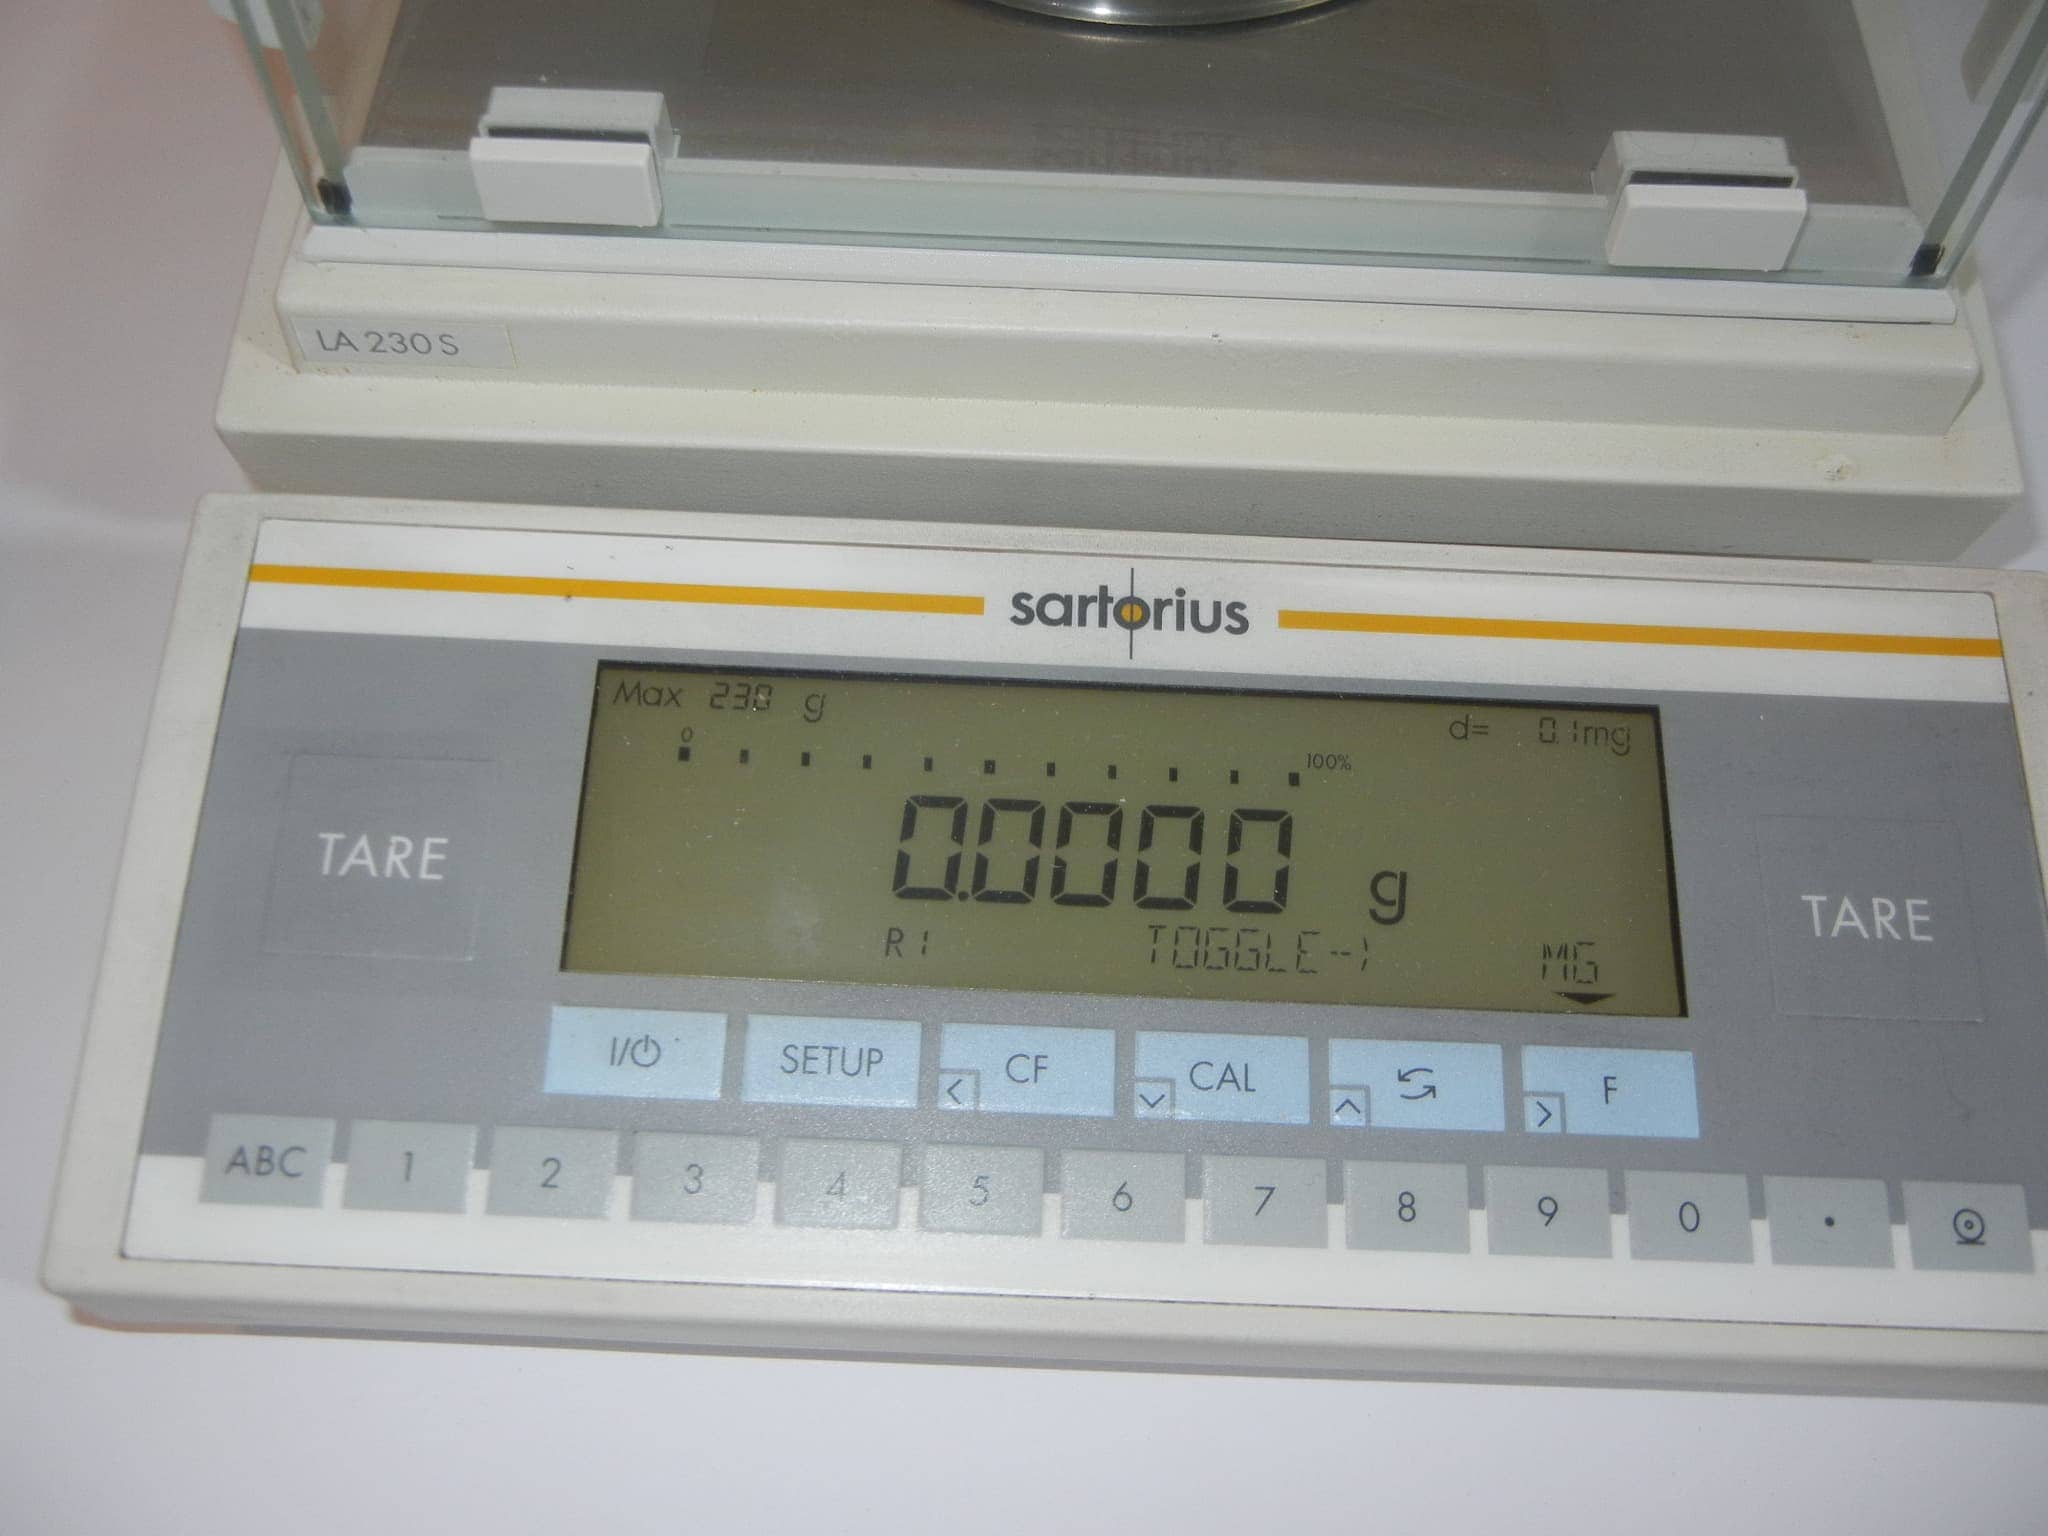 LA 230 S
sartorius
Max 230 g
d= 0.1mg
0 100%
0.0000 g
R1 TOGGLE--> MG
TARE
TARE
I/⏻ SETUP CF CAL F
< ∨ ∧ >
ABC 1 2 3 4 5 6 7 8 9 0 .